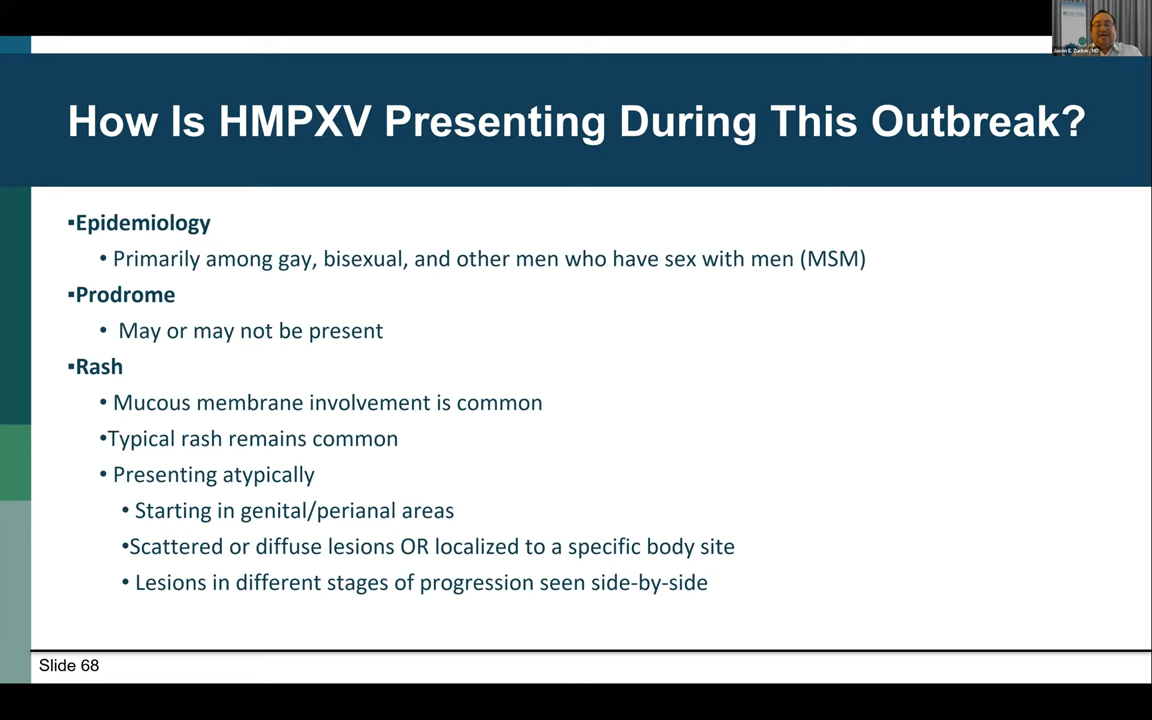 Jason E. Zucker, MD
How Is HMPXV Presenting During This Outbreak?
▪Epidemiology
• Primarily among gay, bisexual, and other men who have sex with men (MSM)
▪Prodrome
• May or may not be present
▪Rash
• Mucous membrane involvement is common
•Typical rash remains common
• Presenting atypically
• Starting in genital/perianal areas
•Scattered or diffuse lesions OR localized to a specific body site
• Lesions in different stages of progression seen side-by-side
Slide 68